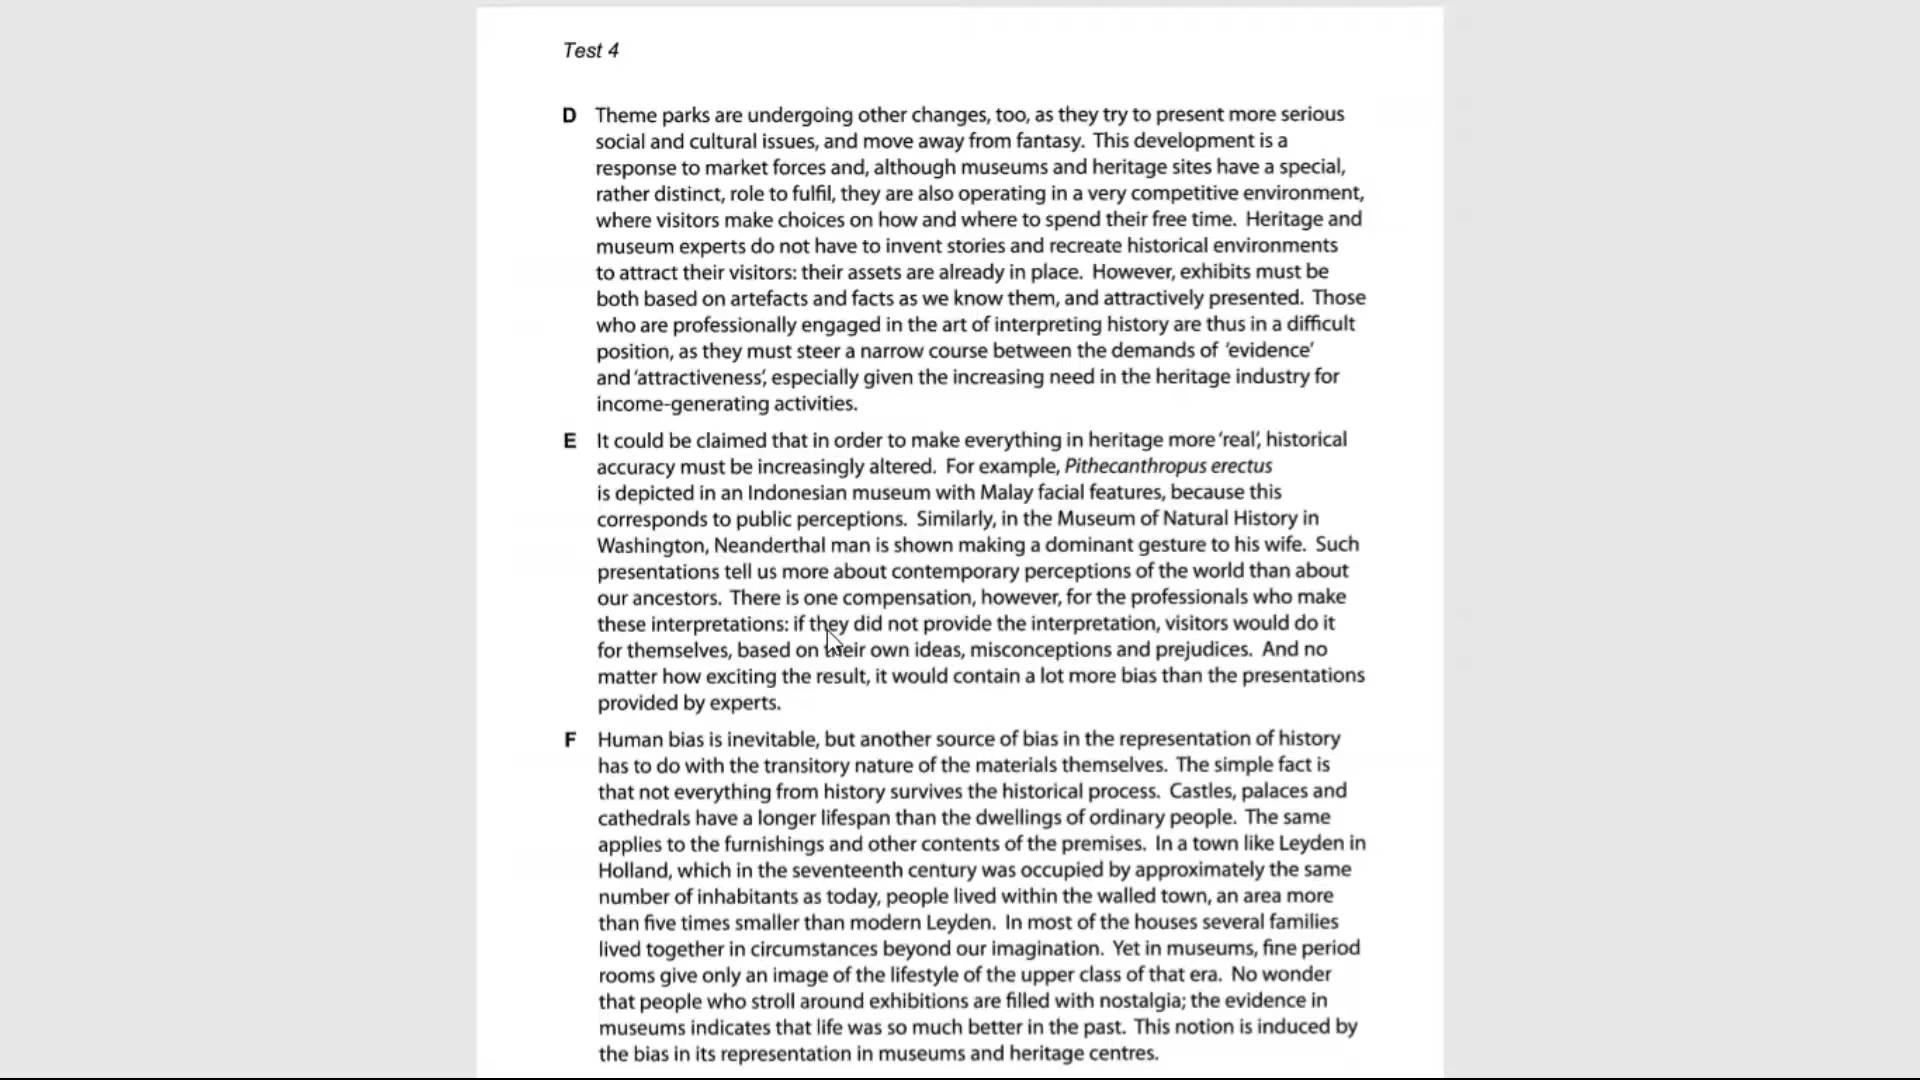 Test 4
D Theme parks are undergoing other changes, too, as they try to present more serious
social and cultural issues, and move away from fantasy. This development is a
response to market forces and, although museums and heritage sites have a special,
rather distinct, role to fulfil, they are also operating in a very competitive environment,
where visitors make choices on how and where to spend their free time. Heritage and
museum experts do not have to invent stories and recreate historical environments
to attract their visitors: their assets are already in place. However, exhibits must be
both based on artefacts and facts as we know them, and attractively presented. Those
who are professionally engaged in the art of interpreting history are thus in a difficult
position, as they must steer a narrow course between the demands of 'evidence'
and 'attractiveness', especially given the increasing need in the heritage industry for
income-generating activities.
E It could be claimed that in order to make everything in heritage more 'real', historical
accuracy must be increasingly altered. For example, Pithecanthropus erectus
is depicted in an Indonesian museum with Malay facial features, because this
corresponds to public perceptions. Similarly, in the Museum of Natural History in
Washington, Neanderthal man is shown making a dominant gesture to his wife. Such
presentations tell us more about contemporary perceptions of the world than about
our ancestors. There is one compensation, however, for the professionals who make
these interpretations: if they did not provide the interpretation, visitors would do it
for themselves, based on their own ideas, misconceptions and prejudices. And no
matter how exciting the result, it would contain a lot more bias than the presentations
provided by experts.
F Human bias is inevitable, but another source of bias in the representation of history
has to do with the transitory nature of the materials themselves. The simple fact is
that not everything from history survives the historical process. Castles, palaces and
cathedrals have a longer lifespan than the dwellings of ordinary people. The same
applies to the furnishings and other contents of the premises. In a town like Leyden in
Holland, which in the seventeenth century was occupied by approximately the same
number of inhabitants as today, people lived within the walled town, an area more
than five times smaller than modern Leyden. In most of the houses several families
lived together in circumstances beyond our imagination. Yet in museums, fine period
rooms give only an image of the lifestyle of the upper class of that era. No wonder
that people who stroll around exhibitions are filled with nostalgia; the evidence in
museums indicates that life was so much better in the past. This notion is induced by
the bias in its representation in museums and heritage centres.